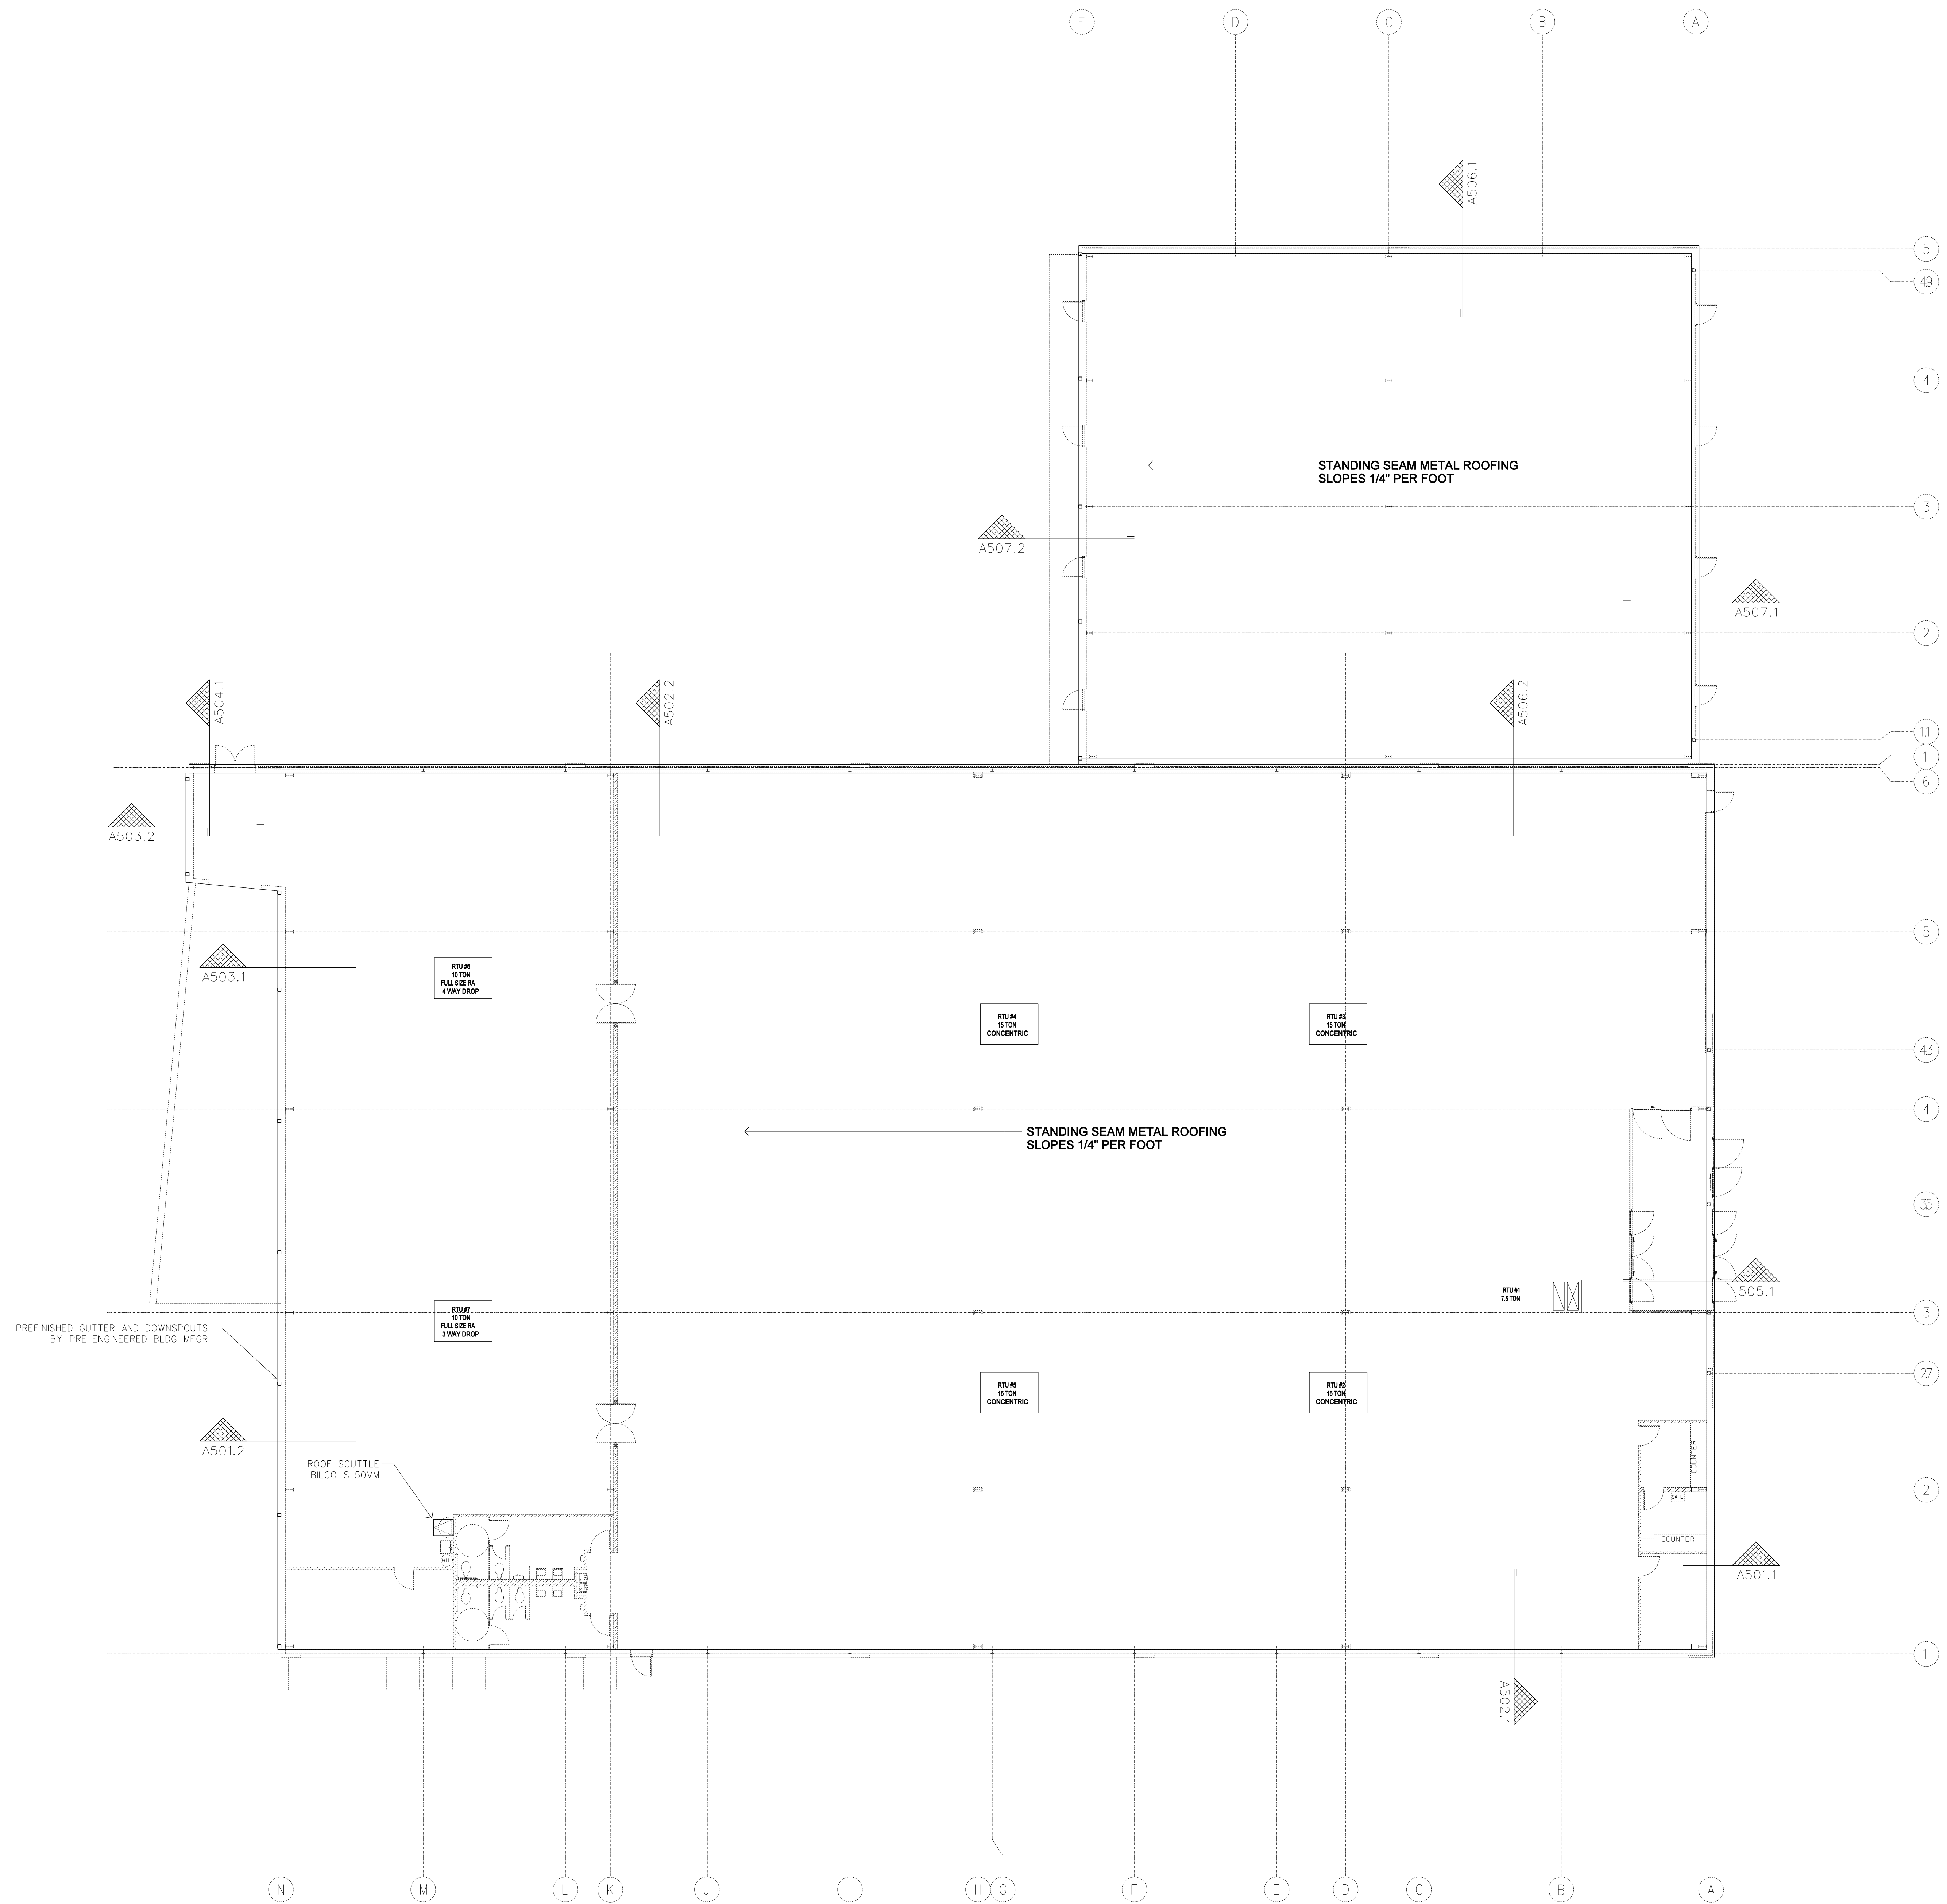 E
D
C
B
A
A506.1
5
4.9
4
STANDING SEAM METAL ROOFING
SLOPES 1/4" PER FOOT
3
A507.2
A507.1
2
A504.1
A502.2
A506.2
1.1
1
6
A503.2
5
A503.1
RTU #6
10 TON
FULL SIZE RA
4 WAY DROP
RTU #4
15 TON
CONCENTRIC
RTU #3
15 TON
CONCENTRIC
4.3
4
STANDING SEAM METAL ROOFING
SLOPES 1/4" PER FOOT
3.5
RTU #1
7.5 TON
505.1
3
RTU #7
10 TON
FULL SIZE RA
3 WAY DROP
PREFINISHED GUTTER AND DOWNSPOUTS
BY PRE-ENGINEERED BLDG MFGR
2.7
RTU #5
15 TON
CONCENTRIC
RTU #2
15 TON
CONCENTRIC
A501.2
COUNTER
ROOF SCUTTLE
BILCO S-50VM
2
SAFE
COUNTER
WH
A501.1
1
A502.1
N
M
L
K
J
I
H
G
F
E
D
C
B
A